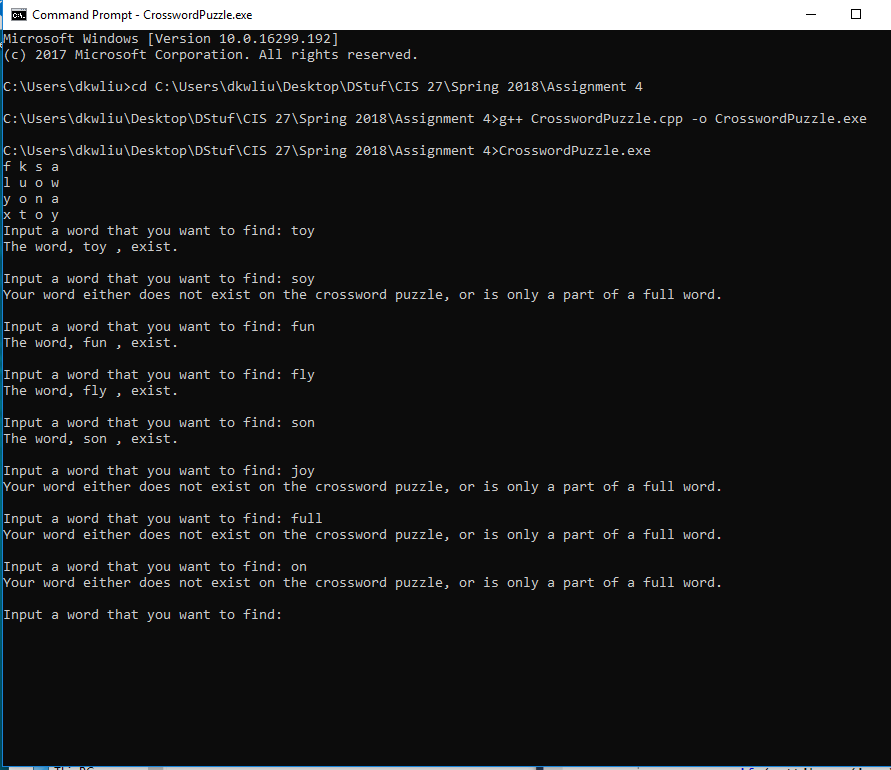 Command Prompt - CrosswordPuzzle.exe
Microsoft Windows [Version 10.0.16299.192]
(c) 2017 Microsoft Corporation. All rights reserved.
C:\Users\dkwliu>cd C:\Users\dkwliu\Desktop\DStuf\CIS 27\Spring 2018\Assignment 4
C:\Users\dkwliu\Desktop\DStuf\CIS 27\Spring 2018\Assignment 4>g++ CrosswordPuzzle.cpp -o CrosswordPuzzle.exe
C:\Users\dkwliu\Desktop\DStuf\CIS 27\Spring 2018\Assignment 4>CrosswordPuzzle.exe
f k s a
l u o w
y o n a
x t o y
Input a word that you want to find: toy
The word, toy , exist.
Input a word that you want to find: soy
Your word either does not exist on the crossword puzzle, or is only a part of a full word.
Input a word that you want to find: fun
The word, fun , exist.
Input a word that you want to find: fly
The word, fly , exist.
Input a word that you want to find: son
The word, son , exist.
Input a word that you want to find: joy
Your word either does not exist on the crossword puzzle, or is only a part of a full word.
Input a word that you want to find: full
Your word either does not exist on the crossword puzzle, or is only a part of a full word.
Input a word that you want to find: on
Your word either does not exist on the crossword puzzle, or is only a part of a full word.
Input a word that you want to find: